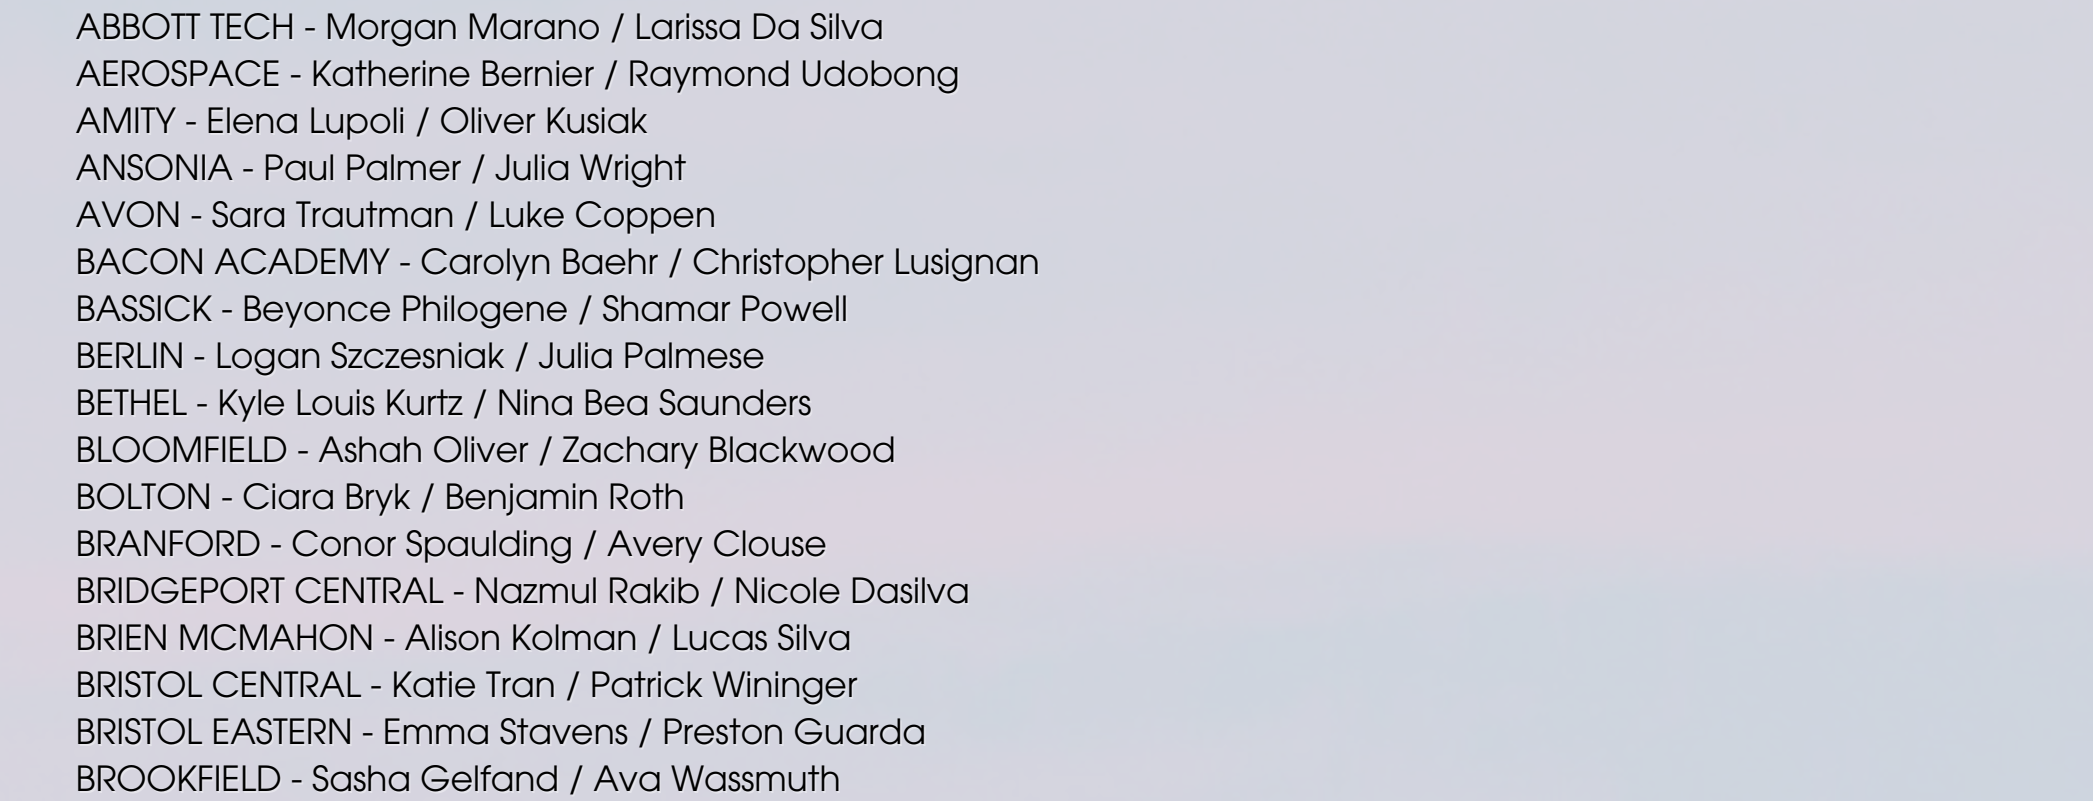 ABBOTT TECH - Morgan Marano / Larissa Da Silva
AEROSPACE - Katherine Bernier / Raymond Udobong
AMITY - Elena Lupoli / Oliver Kusiak
ANSONIA - Paul Palmer / Julia Wright
AVON - Sara Trautman / Luke Coppen
BACON ACADEMY - Carolyn Baehr / Christopher Lusignan
BASSICK - Beyonce Philogene / Shamar Powell
BERLIN - Logan Szczesniak / Julia Palmese
BETHEL - Kyle Louis Kurtz / Nina Bea Saunders
BLOOMFIELD - Ashah Oliver / Zachary Blackwood
BOLTON - Ciara Bryk / Benjamin Roth
BRANFORD - Conor Spaulding / Avery Clouse
BRIDGEPORT CENTRAL - Nazmul Rakib / Nicole Dasilva
BRIEN MCMAHON - Alison Kolman / Lucas Silva
BRISTOL CENTRAL - Katie Tran / Patrick Wininger
BRISTOL EASTERN - Emma Stavens / Preston Guarda
BROOKFIELD - Sasha Gelfand / Ava Wassmuth